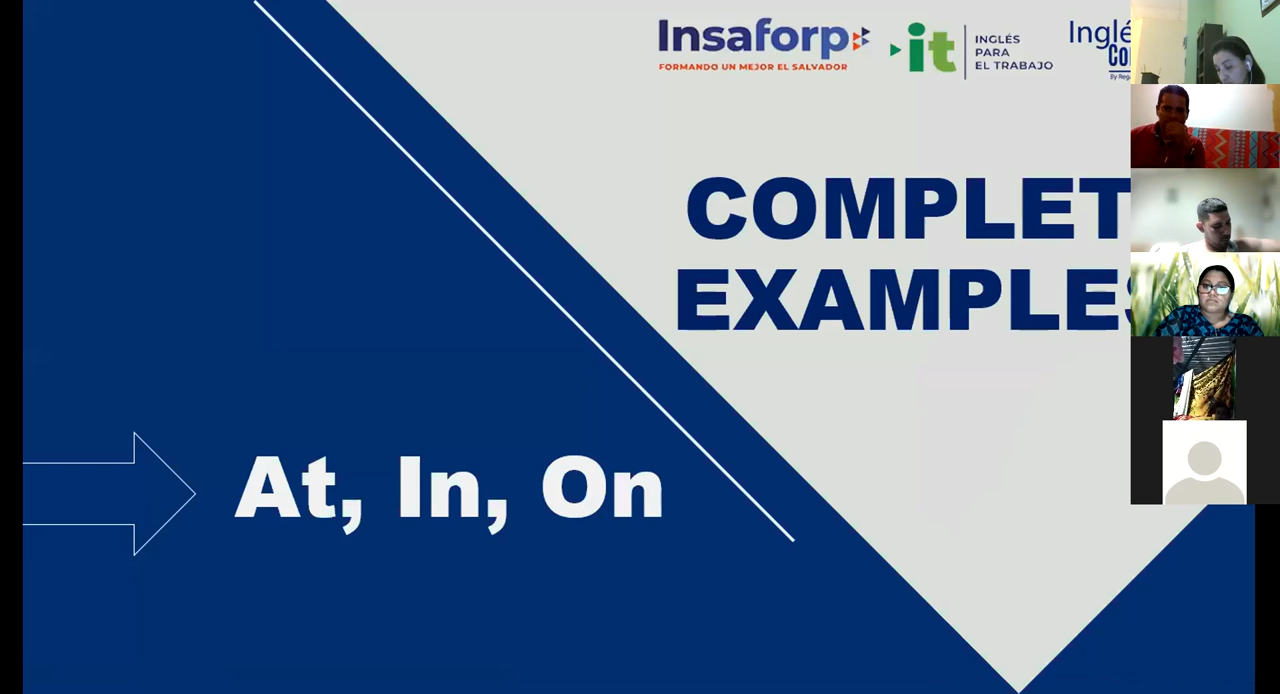 Insaforp
FORMANDO UN MEJOR EL SALVADOR
it
INGLÉS
PARA
EL TRABAJO
COMPLET
EXAMPLES
At, In, On